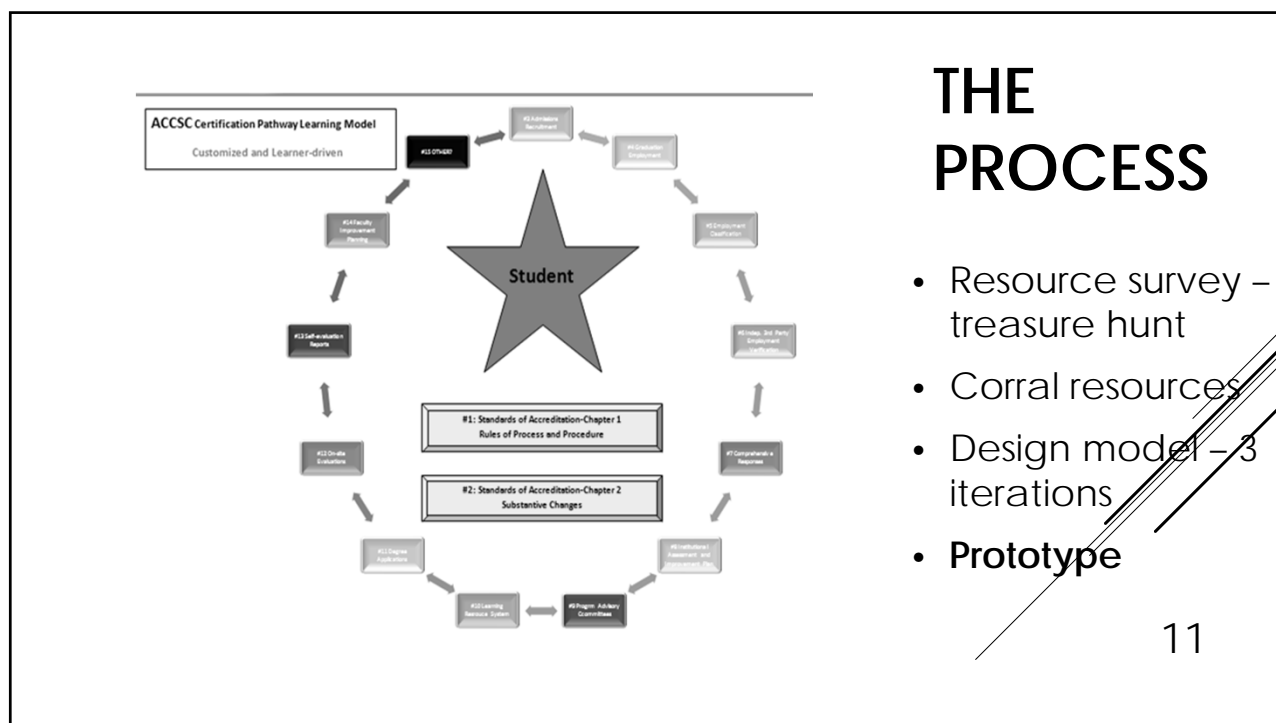 THE
PROCESS
ACCSC Certification Pathway Learning Model
Customized and Learner-driven
#3 Admissions
Recruitment
#4 Graduation
Employment
#5 Employment
Classification
#6 Indep. 3rd Party
Employment
Verification
#7 Comprehensive
Responses
#8 Institutional
Assessment and
Improvement Plan
#9 Progrm Advisory
Committees
#10 Learning
Resource System
#11 Degree
Applications
#12 On-site
Evaluations
#13 Self-evaluation
Reports
#14 Faculty
Improvement
Planning
#15 OTHER?
Student
#1: Standards of Accreditation-Chapter 1
Rules of Process and Procedure
#2: Standards of Accreditation-Chapter 2
Substantive Changes
• Resource survey –
treasure hunt
• Corral resources
• Design model – 3
iterations
• Prototype
11